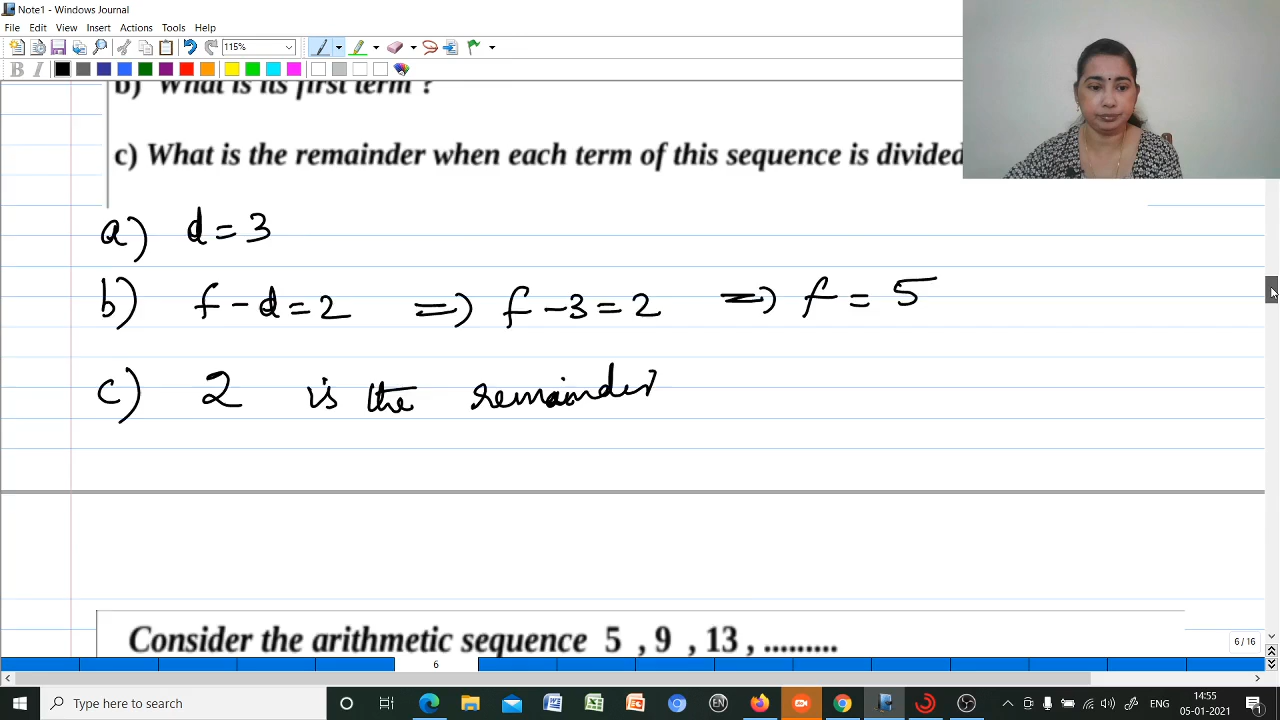 Note1 - Windows Journal
File Edit View Insert Actions Tools Help
115%
B I
b) What is its first term ?
c) What is the remainder when each term of this sequence is divided
a) d = 3
b) f - d = 2 => f - 3 = 2 => f = 5
c) 2 is the remainder
Consider the arithmetic sequence 5 , 9 , 13 , .........
6 / 16
6
Type here to search
EN
ENG
14:55
05-01-2021
1